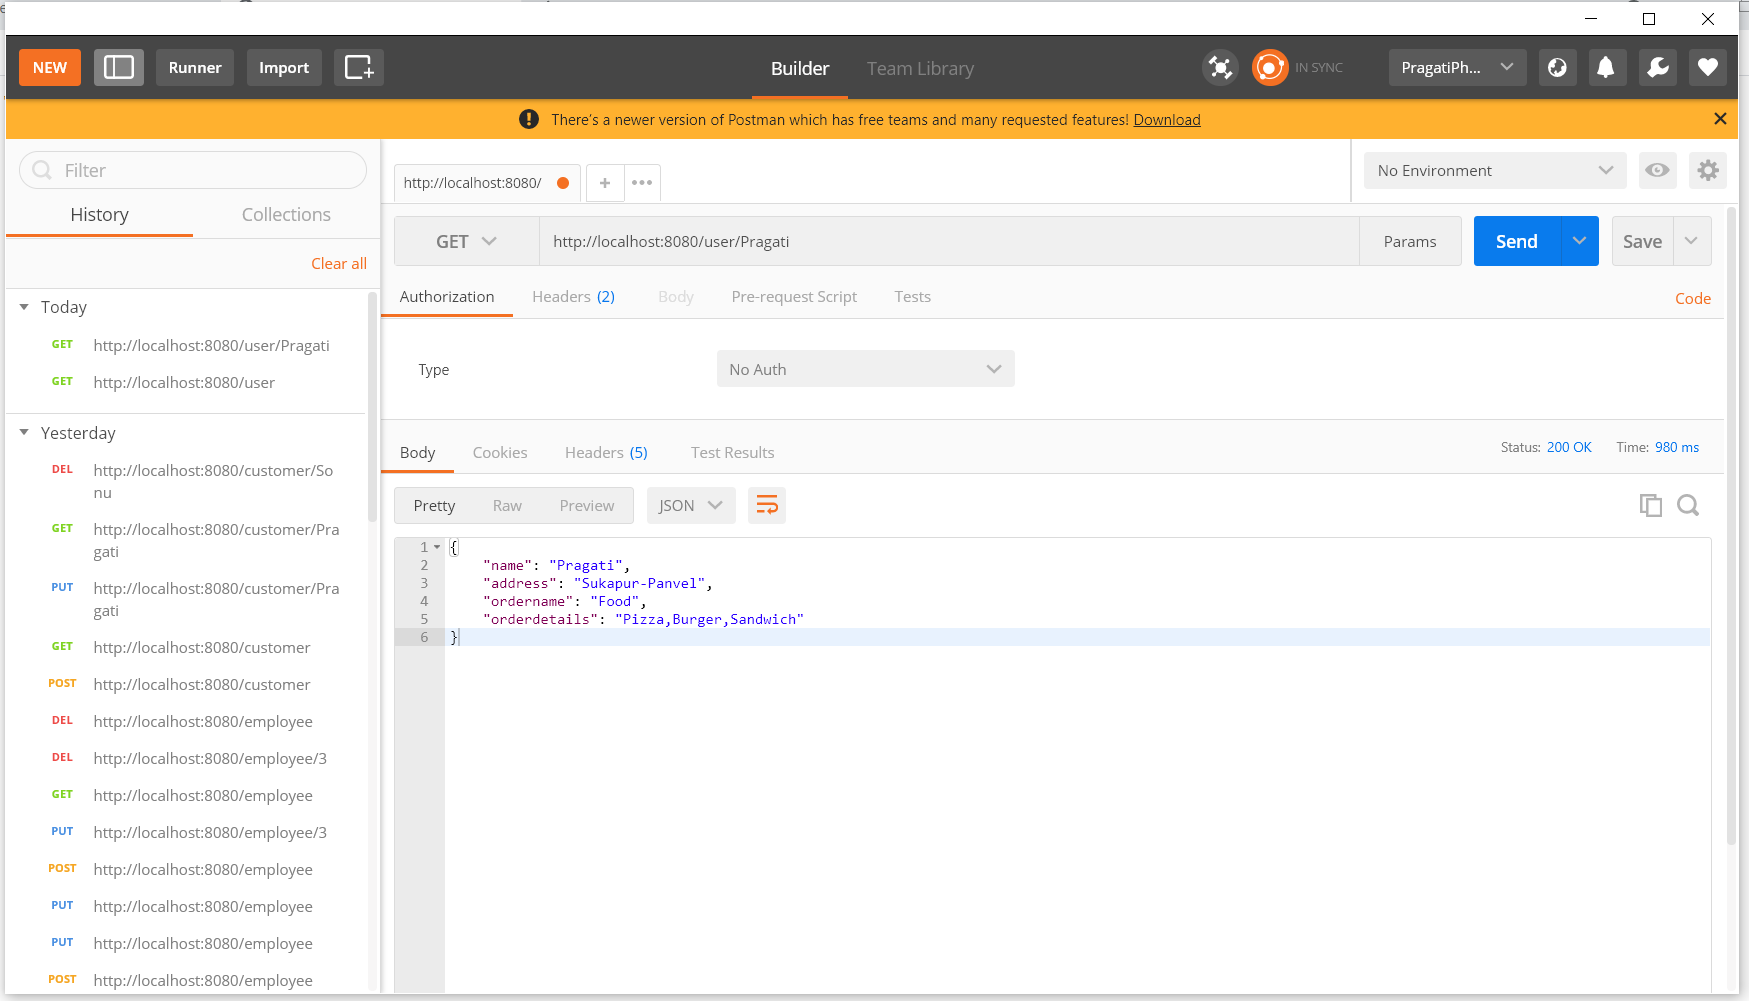 NEW
Runner
Import
Builder
Team Library
IN SYNC
PragatiPh...
There's a newer version of Postman which has free teams and many requested features! Download
Filter
History
Collections
Clear all
Today
GET http://localhost:8080/user/Pragati
GET http://localhost:8080/user
Yesterday
DEL http://localhost:8080/customer/So
nu
GET http://localhost:8080/customer/Pra
gati
PUT http://localhost:8080/customer/Pra
gati
GET http://localhost:8080/customer
POST http://localhost:8080/customer
DEL http://localhost:8080/employee
DEL http://localhost:8080/employee/3
GET http://localhost:8080/employee
PUT http://localhost:8080/employee/3
POST http://localhost:8080/employee
PUT http://localhost:8080/employee
PUT http://localhost:8080/employee
POST http://localhost:8080/employee
http://localhost:8080/
No Environment
GET
http://localhost:8080/user/Pragati
Params
Send
Save
Authorization
Headers (2)
Body
Pre-request Script
Tests
Code
Type
No Auth
Body
Cookies
Headers (5)
Test Results
Status: 200 OK
Time: 980 ms
Pretty
Raw
Preview
JSON
1 {
2 "name": "Pragati",
3 "address": "Sukapur-Panvel",
4 "ordername": "Food",
5 "orderdetails": "Pizza,Burger,Sandwich"
6 }